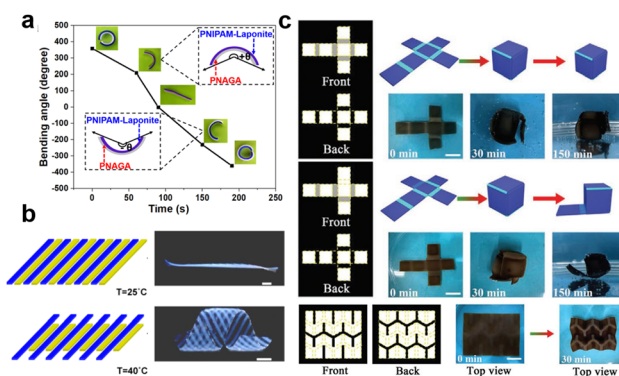 a
Bending angle (degree)
500
400
300
200
100
0
-100
-200
-300
-400
-500
0
50
100
150
200
Time (s)
PNIPAM-Laponite
+θ
PNAGA
PNIPAM-Laponite
-θ
PNAGA
b
T=25°C
T=40°C
c
Front
Back
0 min
30 min
150 min
Front
Back
0 min
30 min
150 min
Front
Back
0 min
Top view
30 min
Top view